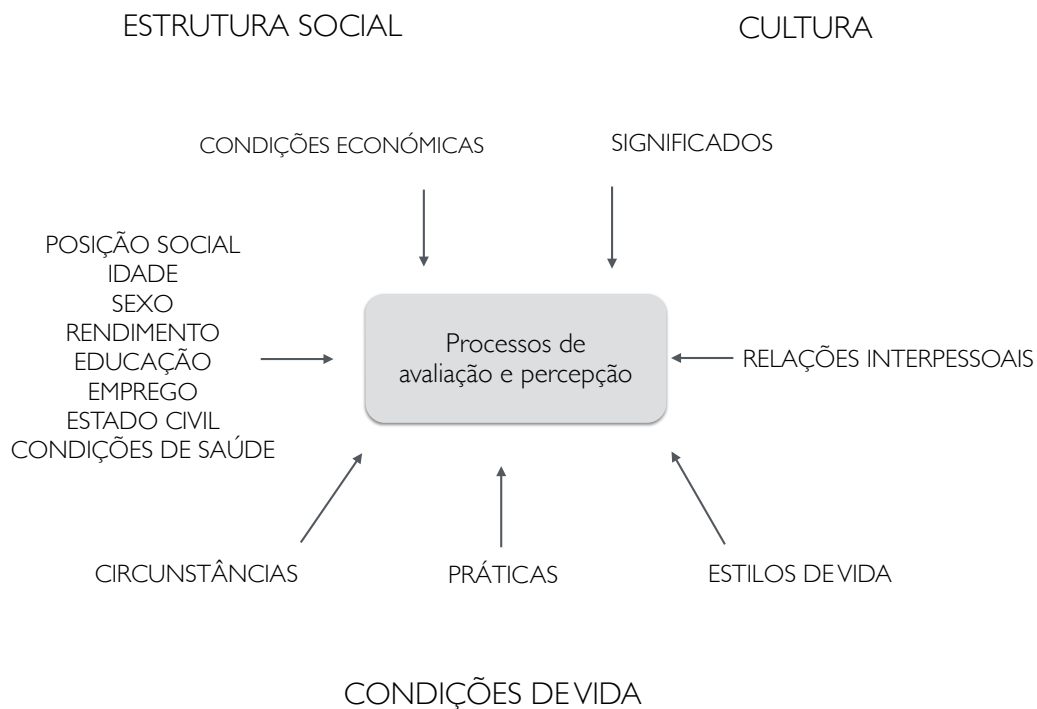 ESTRUTURA SOCIAL
CULTURA
CONDIÇÕES ECONÓMICAS
SIGNIFICADOS
POSIÇÃO SOCIAL
IDADE
SEXO
RENDIMENTO
EDUCAÇÃO
EMPREGO
ESTADO CIVIL
CONDIÇÕES DE SAÚDE
Processos de
avaliação e percepção
RELAÇÕES INTERPESSOAIS
CIRCUNSTÂNCIAS
PRÁTICAS
ESTILOS DE VIDA
CONDIÇÕES DE VIDA